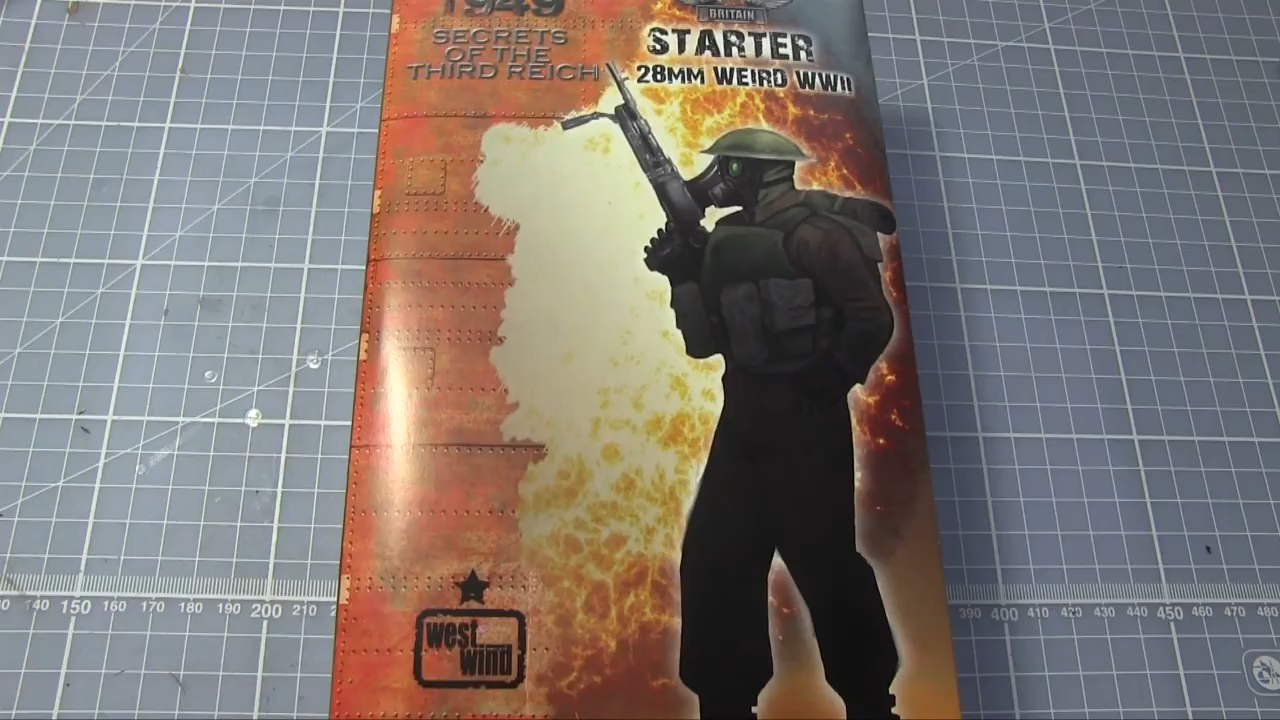 1949
SECRETS
OF THE
THIRD REICH
BRITAIN
STARTER
28MM WEIRD WWII
west
wind
140 150 160 170 180 190 200 210
390 400 410 420 430 440 450 460 470 480